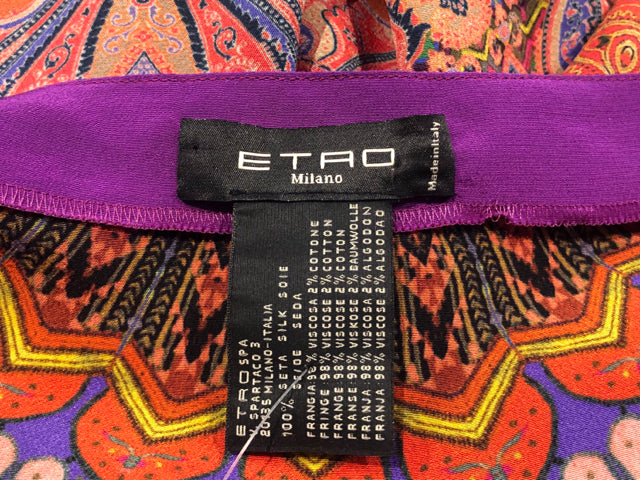 ETRO
Milano
Made in Italy
ETRO SPA
V.SPARTACO 3
20135 MILANO-ITALIA
100% SETA SILK SOIE
SEIDE SEDA
FRANGIA:98% VISCOSA 2% COTONE
FRINGE:98% VISCOSE 2% COTTON
FRANGE:98% VISCOSE 2% COTON
FRANSE:98% VISKOSE 2% BAUMWOLLE
FRANJA:98% VISCOSA 2% ALGODON
FRANJA:98% VISCOSE 2% ALGODAO